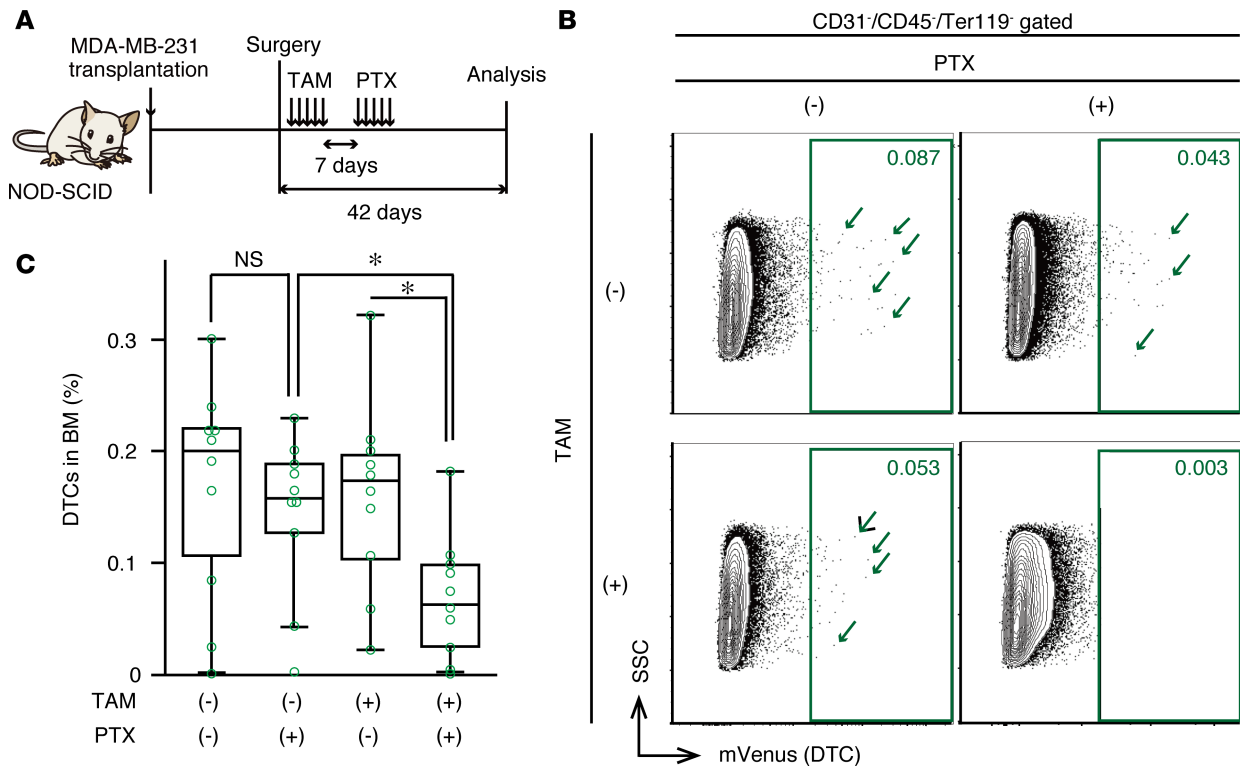 A
MDA-MB-231
transplantation
Surgery
TAM
PTX
Analysis
7 days
42 days
NOD-SCID
B
CD31-/CD45-/Ter119- gated
PTX
(-)
(+)
TAM
(-)
(+)
0.087
0.043
0.053
0.003
SSC
mVenus (DTC)
C
NS
*
*
DTCs in BM (%)
0.3
0.2
0.1
0
TAM (-) (-) (+) (+)
PTX (-) (+) (-) (+)